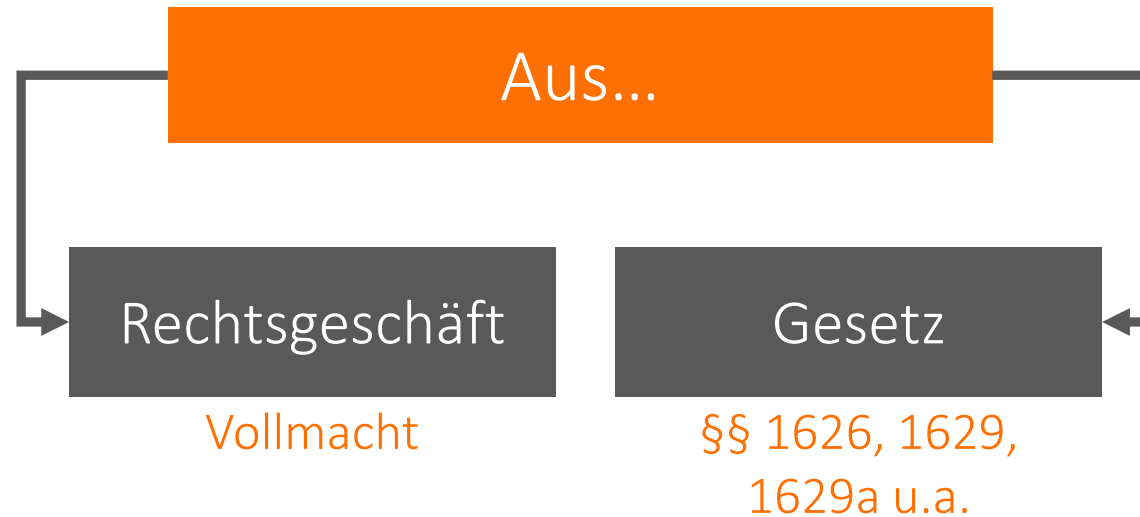 Aus...
Rechtsgeschäft
Gesetz
Vollmacht
§§ 1626, 1629,
1629a u.a.